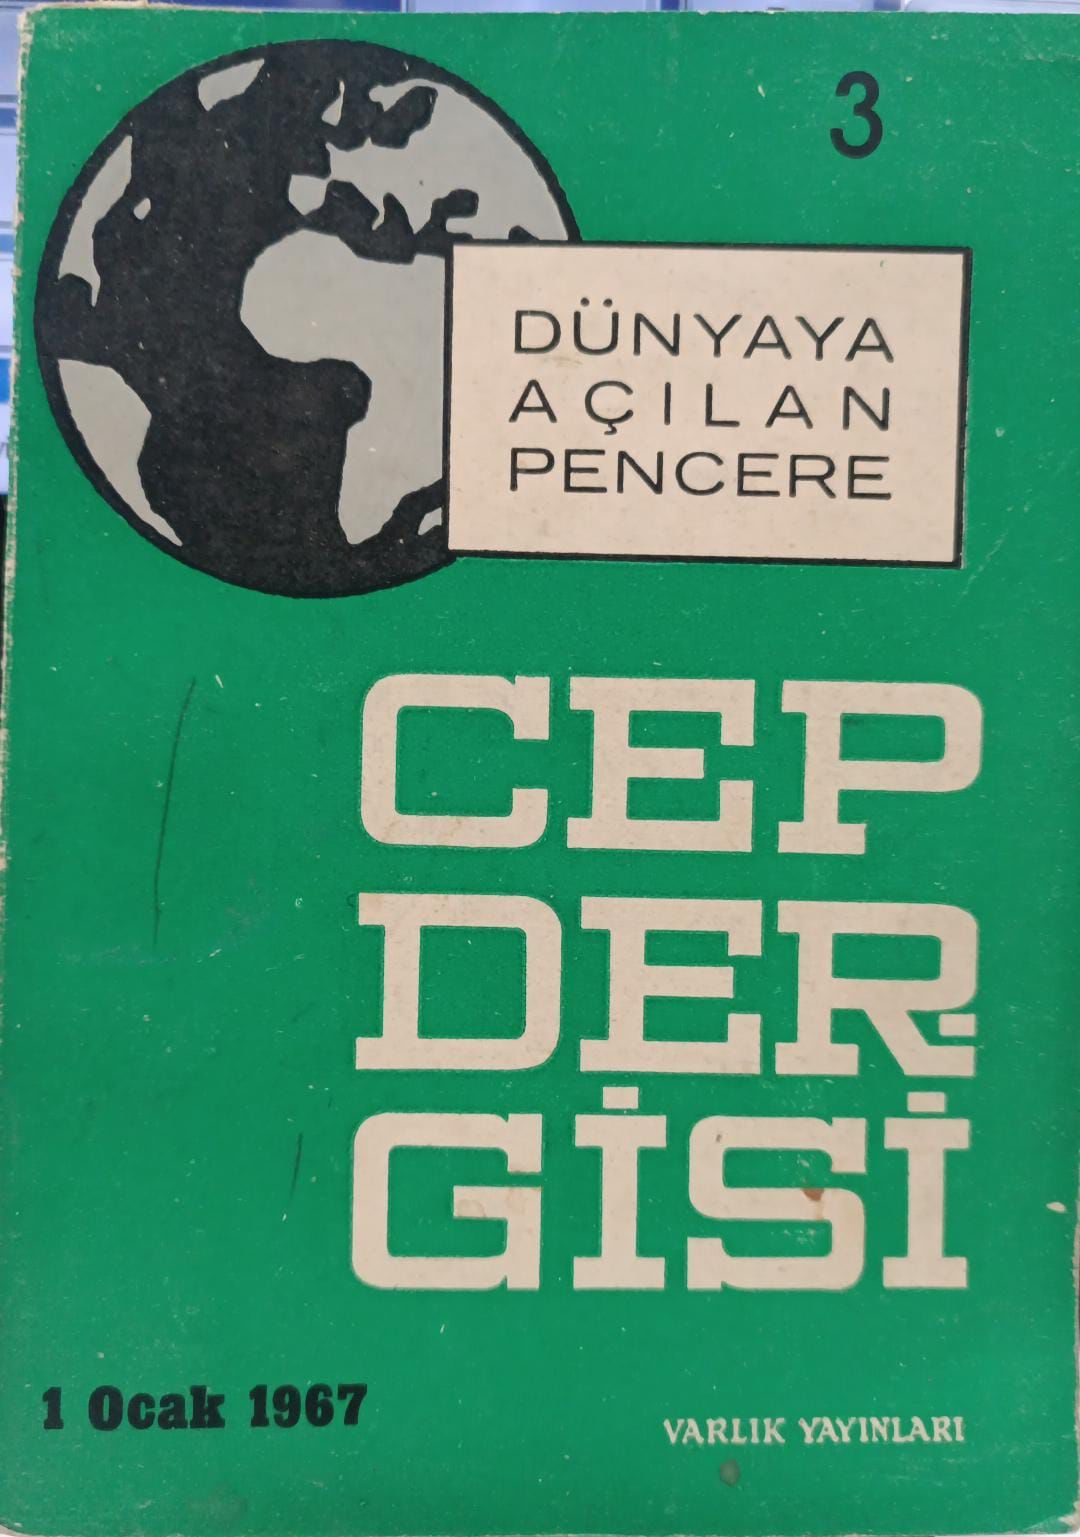 3
DÜNYAYA
AÇILAN
PENCERE
CEP
DER-
GİSİ
1 Ocak 1967
VARLIK YAYINLARI